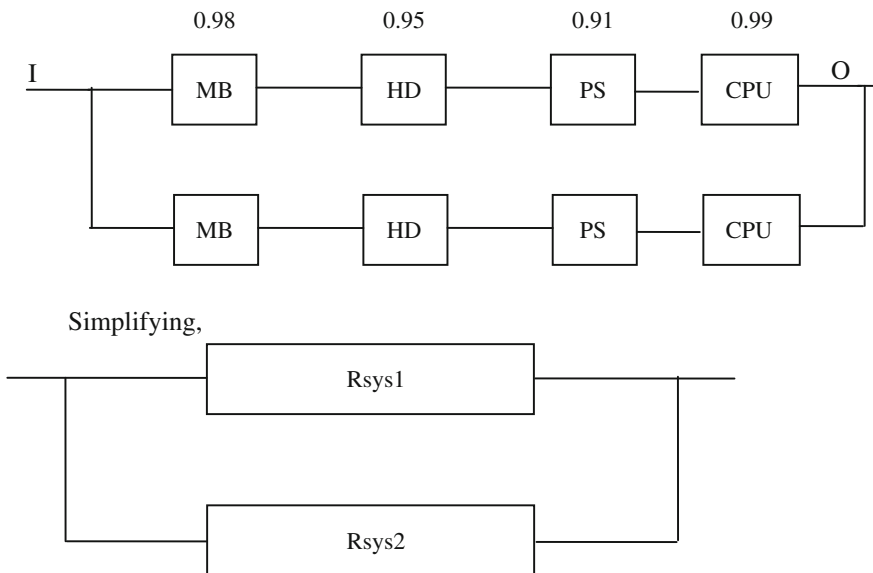 0.98 0.95 0.91 0.99
I MB HD PS CPU O
MB HD PS CPU
Simplifying,
Rsys1
Rsys2